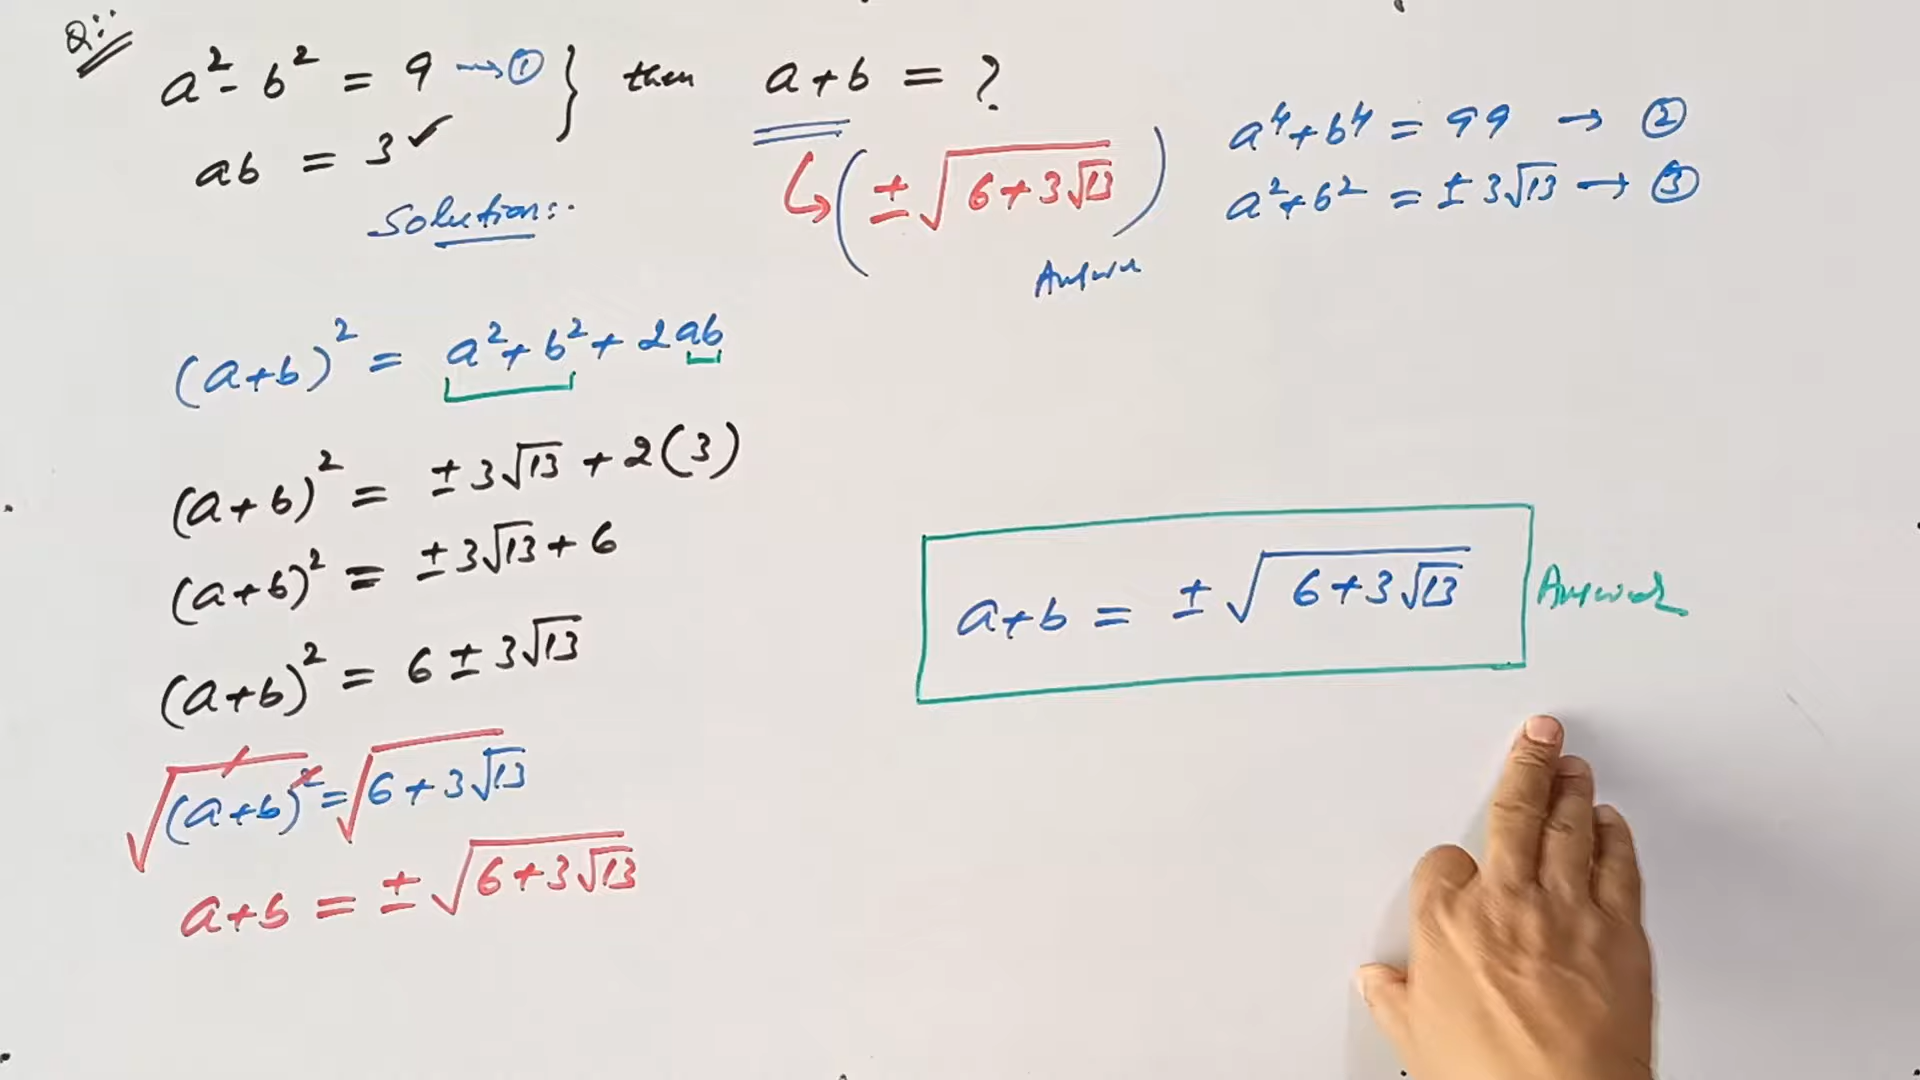 Q::
a² - b² = 9 → ① } then a+b = ?
ab = 3 ✓
(± √(6+3√13))
Answer
a⁴+b⁴ = 99 → ②
a²+b² = ± 3√13 → ③
Solution:.
(a+b)² = a²+b²+2ab
(a+b)² = ± 3√13 + 2(3)
(a+b)² = ± 3√13 + 6
(a+b)² = 6 ± 3√13
√(a+b)² = √(6+3√13)
a+b = ± √(6+3√13)
a+b = ± √(6+3√13) Answer